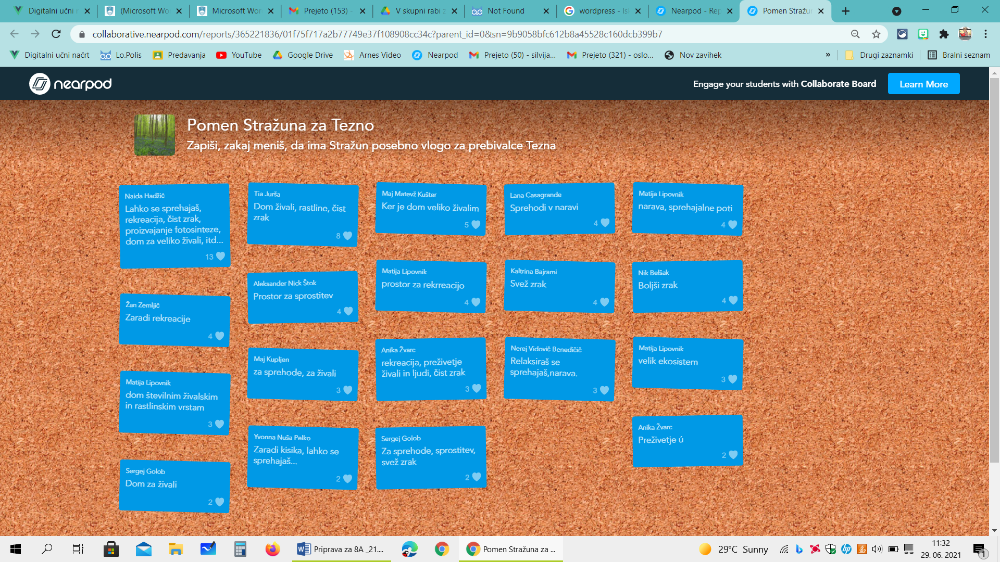 Digitalni učni n
(Microsoft Wo
Microsoft Wor
Prejeto (153) -
V skupni rabi z
Not Found
wordpress - Isl
Nearpod - Rep
Pomen Stražun
collaborative.nearpod.com/reports/365221836/01f75f717a2b77749e37f108908cc34c?parent_id=0&sn=9b9058bfc612b8a45528c160dcb399b7
Digitalni učni načrt
Lo.Polis
Predavanja
YouTube
Google Drive
Arnes Video
Nearpod
Prejeto (50) - silvija...
Prejeto (321) - oslo...
Nov zavihek
»
Drugi zaznamki
Bralni seznam
nearpod
Engage your students with Collaborate Board
Learn More
Pomen Stražuna za Tezno
Zapiši, zakaj meniš, da ima Stražun posebno vlogo za prebivalce Tezna
Naida Hadžić
Lahko se sprehajaš,
rekreacija, čist zrak,
proizvajanje fotosinteze,
dom za veliko živali, itd...
13
Žan Zemljič
Zaradi rekreacije
4
Matija Lipovnik
dom številnim živalskim
in rastlinskim vrstam
3
Sergej Golob
Dom za živali
2
Tia Jurša
Dom živali, rastline, čist
zrak
8
Aleksander Nick Štok
Prostor za sprostitev
4
Maj Kupljen
za sprehode, za živali
3
Yvonna Nuša Pelko
Zaradi kisika, lahko se
sprehajaš...
2
Maj Matevž Kušter
Ker je dom veliko živalim
5
Matija Lipovnik
prostor za rekrreacijo
4
Anika Žvarc
rekreacija, preživetje
živali in ljudi, čist zrak
3
Sergej Golob
Za sprehode, sprostitev,
svež zrak
2
Lana Casagrande
Sprehodi v naravi
4
Kaltrina Bajrami
Svež zrak
4
Nerej Vidovič Benedičič
Relaksiraš se
sprehajaš,narava.
3
Matija Lipovnik
narava, sprehajalne poti
4
Nik Belšak
Boljši zrak
4
Matija Lipovnik
velik ekosistem
3
Anika Žvarc
Preživetje ú
2
Priprava za 8A _21....
Pomen Stražuna za ...
29°C Sunny
11:32
29. 06. 2021
1